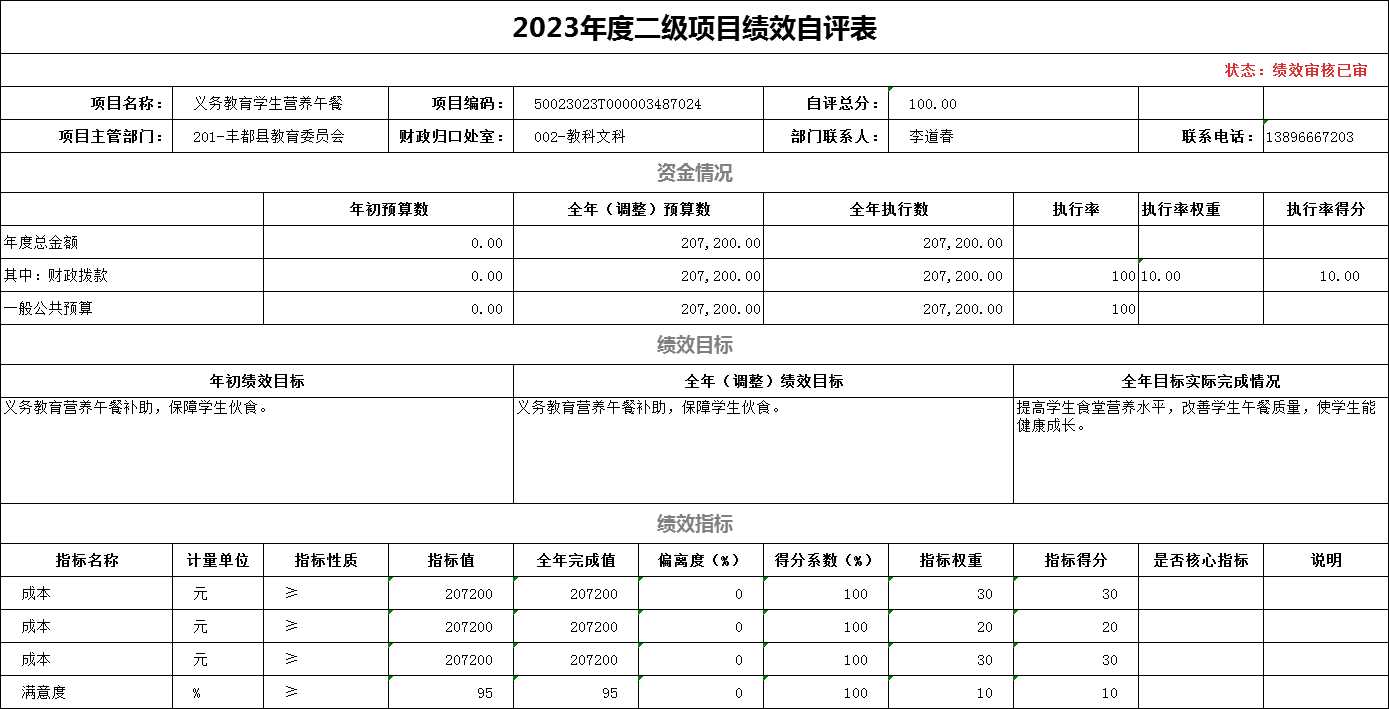 2023年度二级项目绩效自评表
状态：绩效审核已审
项目名称： 义务教育学生营养午餐 项目编码： 50023023T000003487024 自评总分： 100.00
项目主管部门： 201-丰都县教育委员会 财政归口处室： 002-教科文科 部门联系人： 李道春 联系电话： 13896667203
资金情况
年初预算数 全年（调整）预算数 全年执行数 执行率 执行率权重 执行率得分
年度总金额 0.00 207,200.00 207,200.00
其中：财政拨款 0.00 207,200.00 207,200.00 100 10.00 10.00
一般公共预算 0.00 207,200.00 207,200.00 100
绩效目标
年初绩效目标 全年（调整）绩效目标 全年目标实际完成情况
义务教育营养午餐补助，保障学生伙食。 义务教育营养午餐补助，保障学生伙食。 提高学生食堂营养水平，改善学生午餐质量，使学生能
健康成长。
绩效指标
指标名称 计量单位 指标性质 指标值 全年完成值 偏离度（%） 得分系数（%） 指标权重 指标得分 是否核心指标 说明
成本 元 ≥ 207200 207200 0 100 30 30
成本 元 ≥ 207200 207200 0 100 20 20
成本 元 ≥ 207200 207200 0 100 30 30
满意度 % ≥ 95 95 0 100 10 10